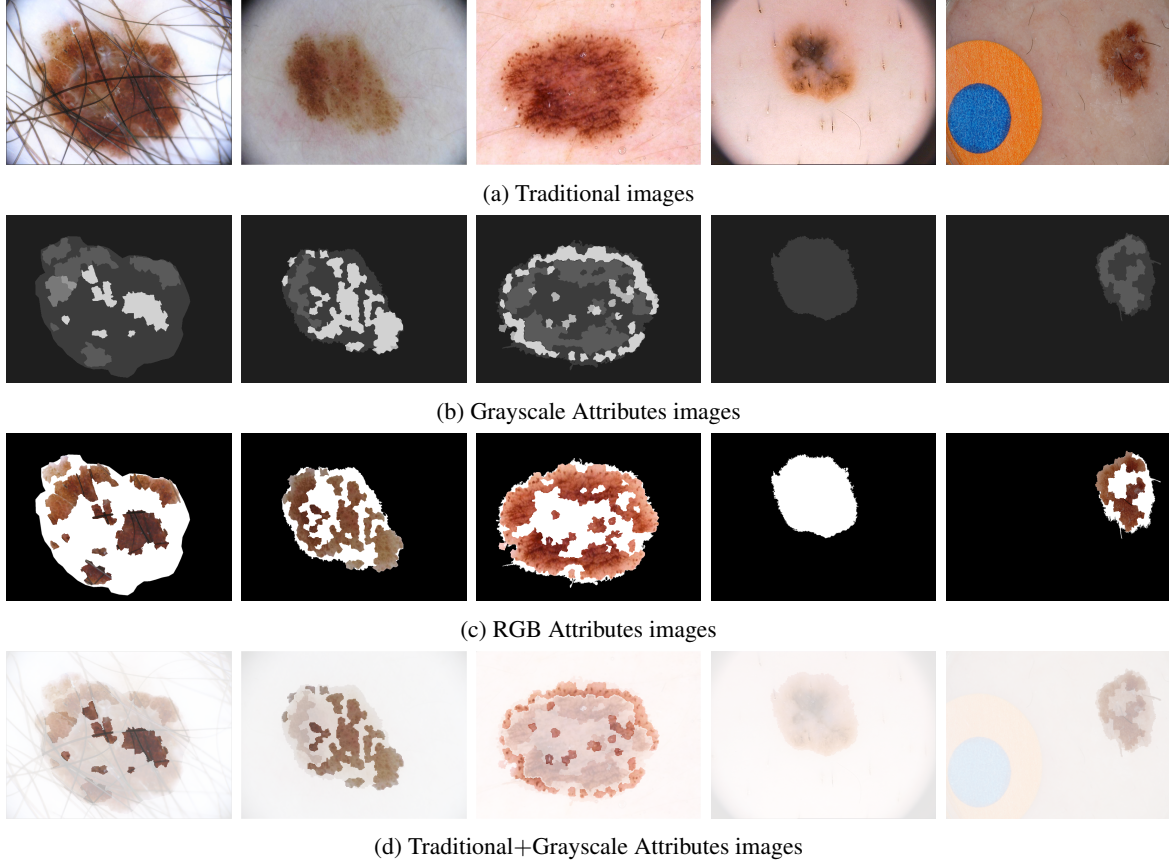 (a) Traditional images
(b) Grayscale Attributes images
(c) RGB Attributes images
(d) Traditional+Grayscale Attributes images